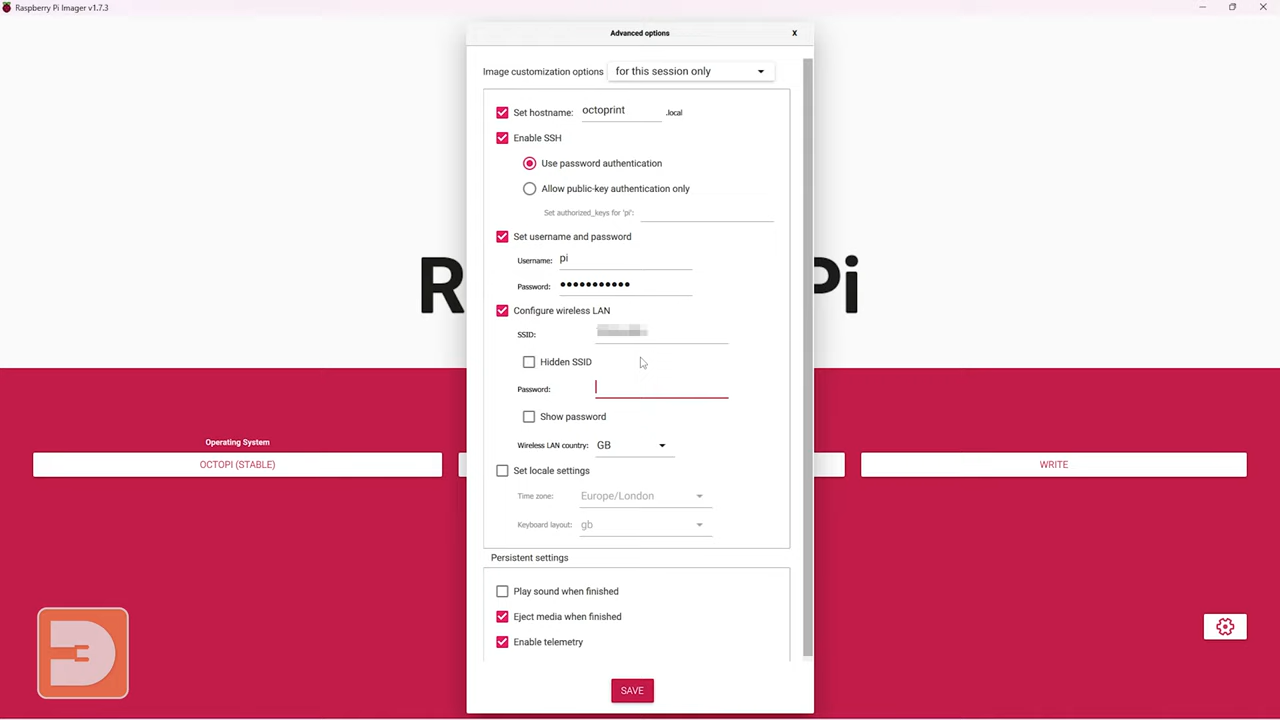 Raspberry Pi Imager v1.7.3
Advanced options
X
Image customization options for this session only
Set hostname: octoprint .local
Enable SSH
Use password authentication
Allow public-key authentication only
Set authorized_keys for 'pi':
Set username and password
Username: pi
Password: •••••••••••
Configure wireless LAN
SSID:
Hidden SSID
Password:
Show password
Wireless LAN country: GB
Set locale settings
Time zone: Europe/London
Keyboard layout: gb
Persistent settings
Play sound when finished
Eject media when finished
Enable telemetry
SAVE
R Pi
Operating System
OCTOPI (STABLE)
WRITE